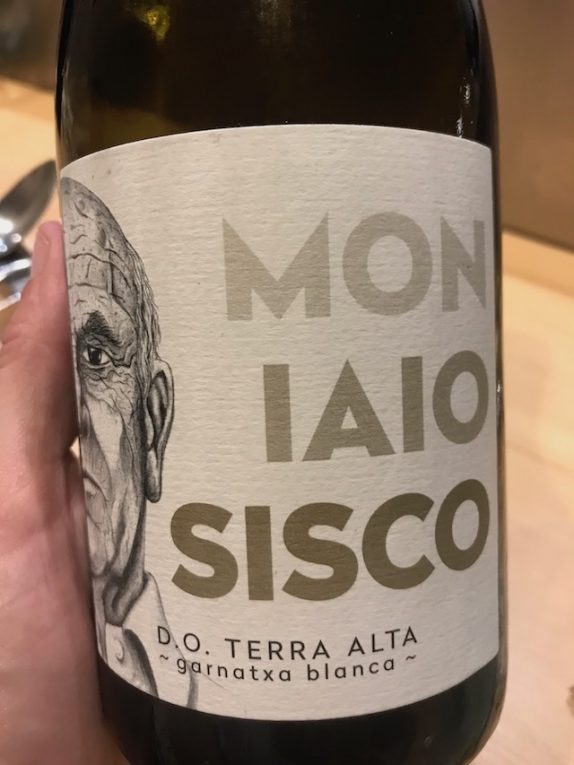 MON
IAIO
SISCO
D.O. TERRA ALTA
~ garnatxa blanca ~